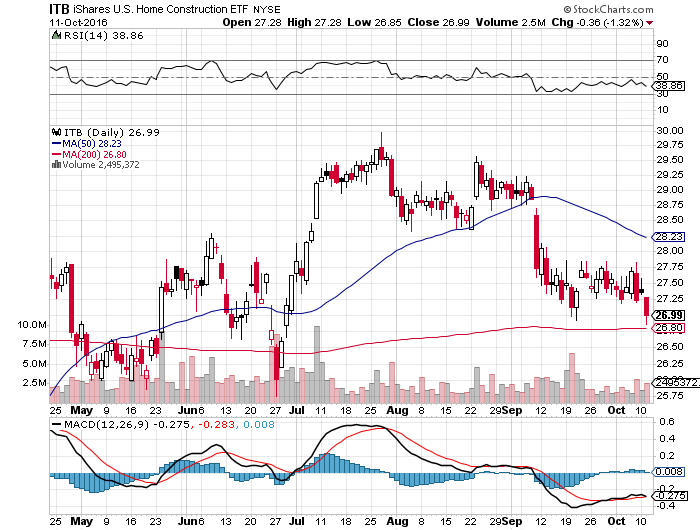 ITB iShares U.S. Home Construction ETF NYSE © StockCharts.com
11-Oct-2016 Open 27.28 High 27.28 Low 26.85 Close 26.99 Volume 2.5M Chg -0.36 (-1.32%)
RSI(14) 38.86
90
70
50
38.86
30
10
ITB (Daily) 26.99
MA(50) 28.23
MA(200) 26.80
Volume 2,495,372
30.00
29.75
29.50
29.25
29.00
28.75
28.50
28.23
28.00
27.75
27.50
27.25
26.99
26.80
26.50
26.25
26.00
25.75
10.0M
7.5M
5.0M
2.5M
2495372
25 May 9 16 23 Jun 6 13 20 27 Jul 11 18 25 Aug 8 15 22 29 Sep 12 19 26 Oct 10
MACD(12,26,9) -0.275, -0.283, 0.008
0.6
0.4
0.2
0.008
-0.275
-0.4
25 May 9 16 23 Jun 6 13 20 27 Jul 11 18 25 Aug 8 15 22 29 Sep 12 19 26 Oct 10